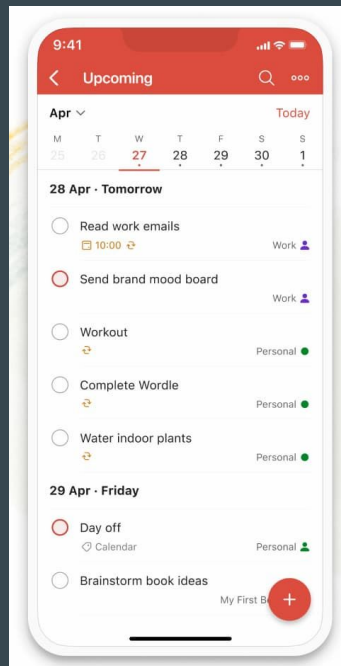 9:41
Upcoming
Apr
Today
M T W T F S S
25 26 27 28 29 30 1
28 Apr · Tomorrow
Read work emails
10:00
Work
Send brand mood board
Work
Workout
Personal
Complete Wordle
Personal
Water indoor plants
Personal
29 Apr · Friday
Day off
Calendar
Personal
Brainstorm book ideas
My First